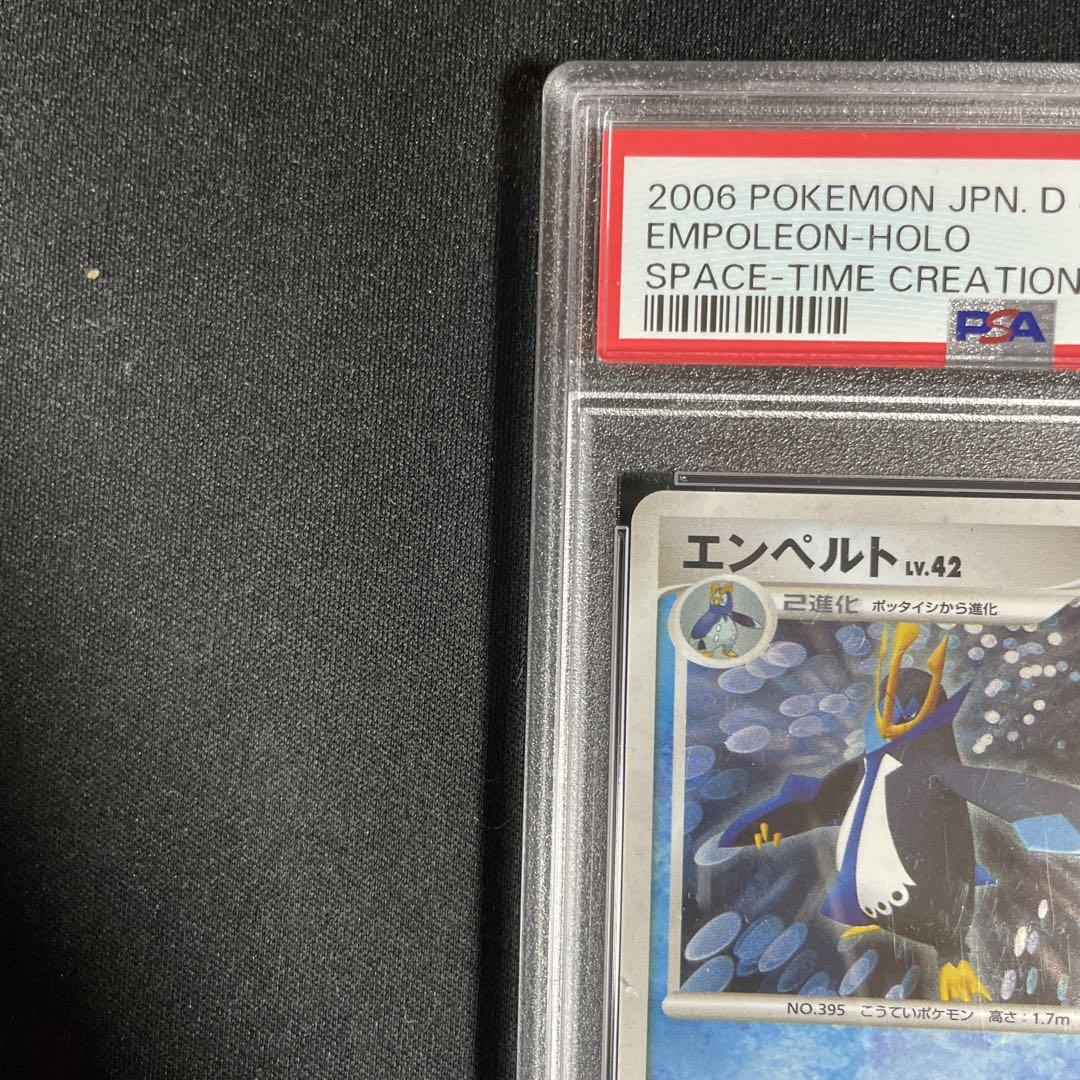 2006 POKEMON JPN. D
EMPOLEON-HOLO
SPACE-TIME CREATION
PSA
エンペルト LV.42
2進化 ポッタイシから進化
NO.395 こうていポケモン 高さ：1.7m